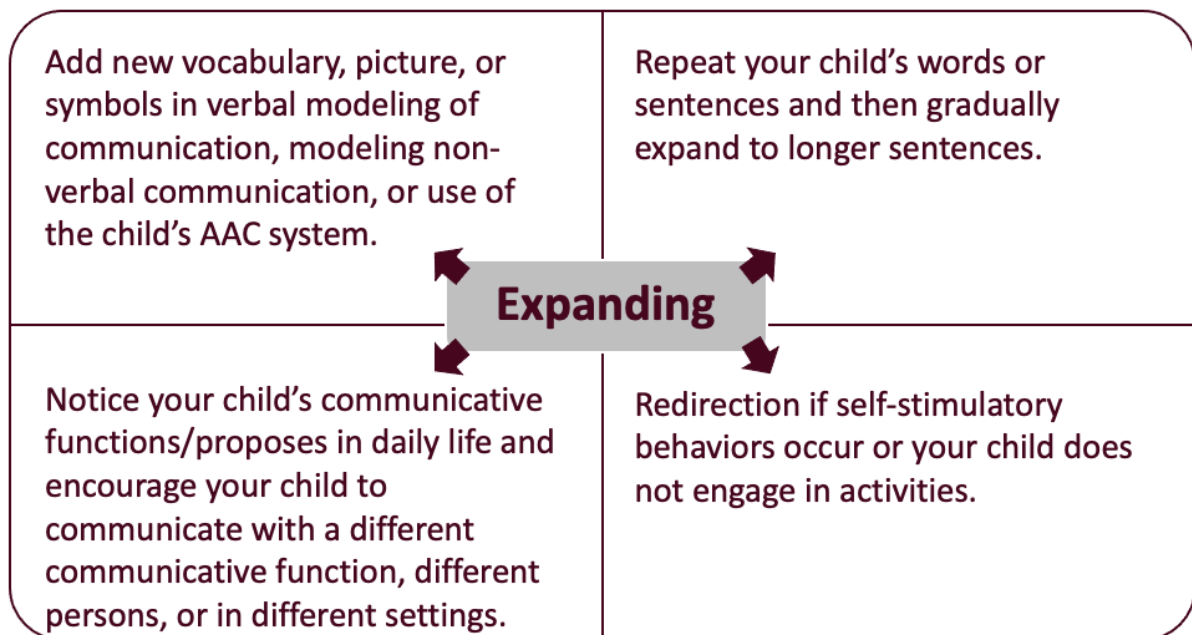 Add new vocabulary, picture, or
symbols in verbal modeling of
communication, modeling non-
verbal communication, or use of
the child’s AAC system.
Repeat your child’s words or
sentences and then gradually
expand to longer sentences.
Expanding
Notice your child’s communicative
functions/proposes in daily life and
encourage your child to
communicate with a different
communicative function, different
persons, or in different settings.
Redirection if self-stimulatory
behaviors occur or your child does
not engage in activities.